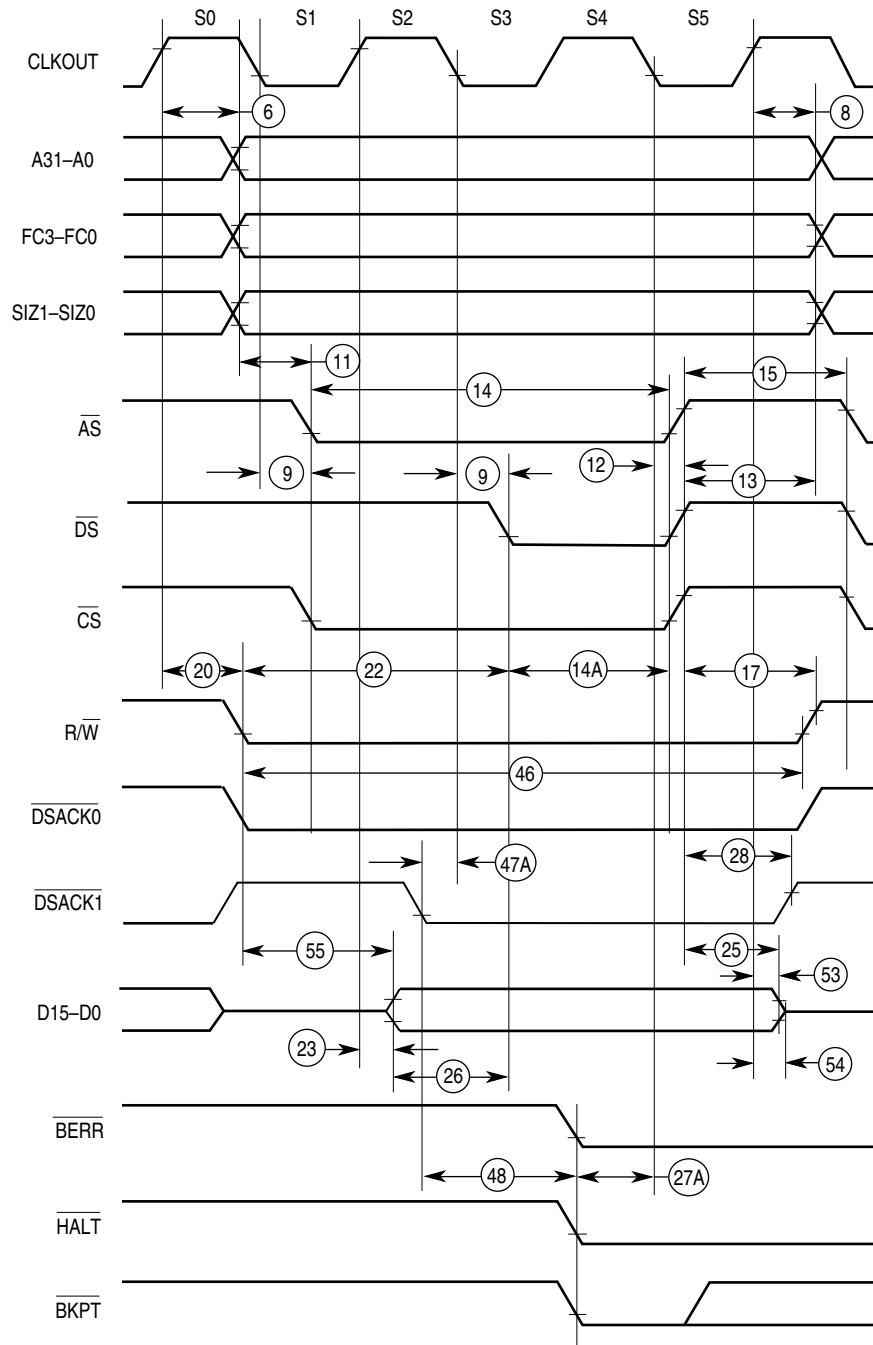 S0 S1 S2 S3 S4 S5
CLKOUT
6 8
A31–A0
FC3–FC0
SIZ1–SIZ0
11
14 15
AS
9 9 12 13
DS
CS
20 22 14A 17
R/W
46
DSACK0
47A 28
DSACK1
55 25
53
D15–D0
23 26 54
BERR
48 27A
HALT
BKPT